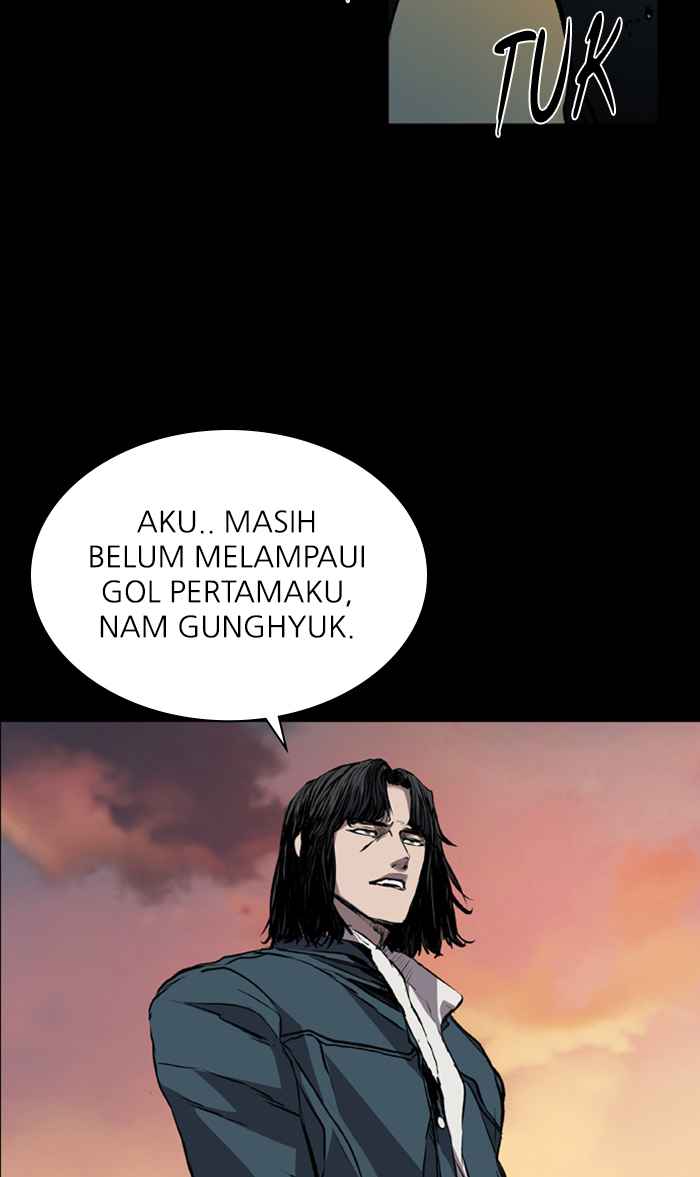 TUK
AKU.. MASIH
BELUM MELAMPAUI
GOL PERTAMAKU,
NAM GUNGHYUK.